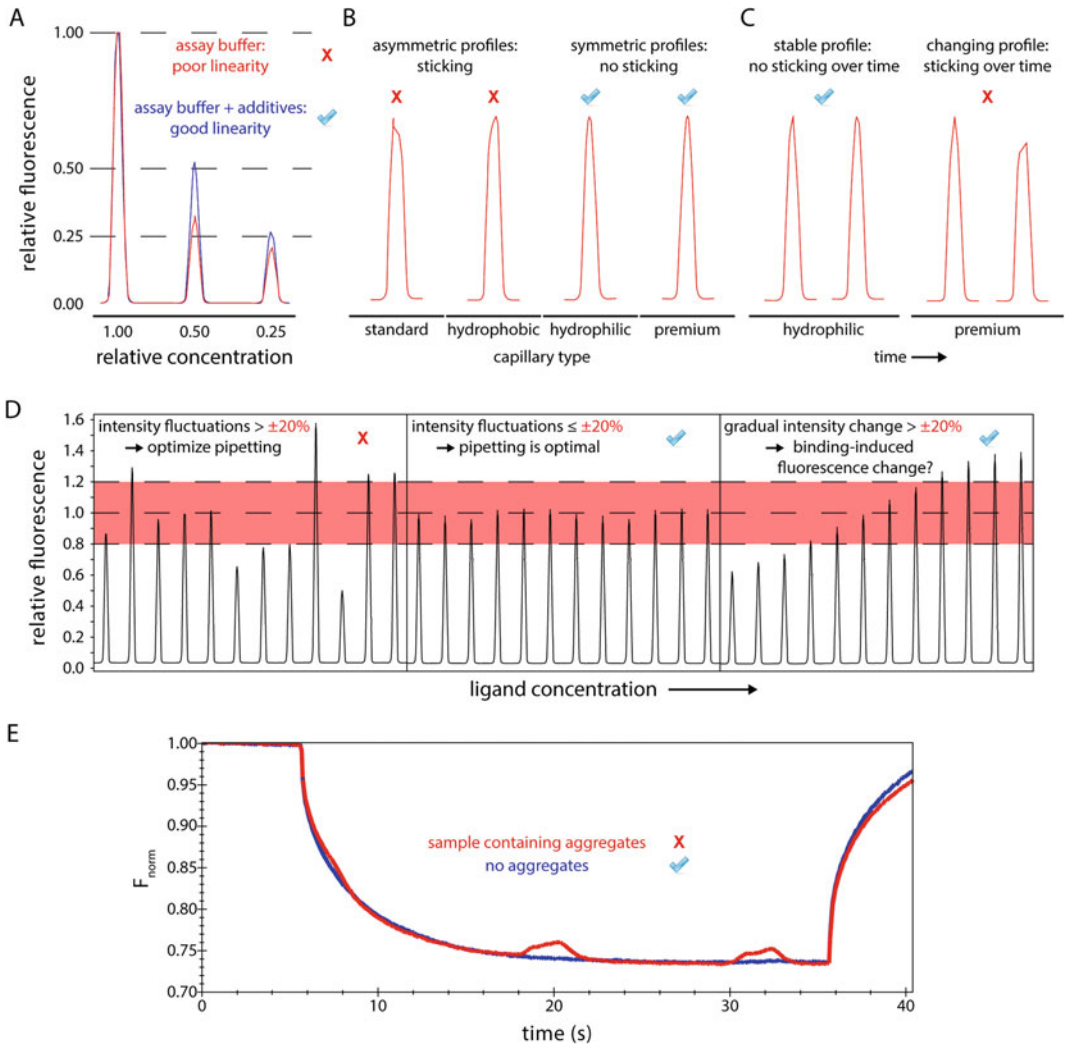 A
1.00
0.50
0.25
0.00
relative fluorescence
assay buffer:
poor linearity
X
assay buffer + additives:
good linearity
1.00 0.50 0.25
relative concentration
B
asymmetric profiles:
sticking
symmetric profiles:
no sticking
X X
standard hydrophobic hydrophilic premium
capillary type
C
stable profile:
no sticking over time
changing profile:
sticking over time
X
hydrophilic premium
time
D
1.6
1.4
1.2
1.0
0.8
0.6
0.4
0.2
0.0
relative fluorescence
intensity fluctuations > ±20%
optimize pipetting
X
intensity fluctuations ≤ ±20%
pipetting is optimal
gradual intensity change > ±20%
binding-induced
fluorescence change?
ligand concentration
E
1.00
0.95
0.90
0.85
0.80
0.75
0.70
Fnorm
sample containing aggregates X
no aggregates
0 10 20 30 40
time (s)